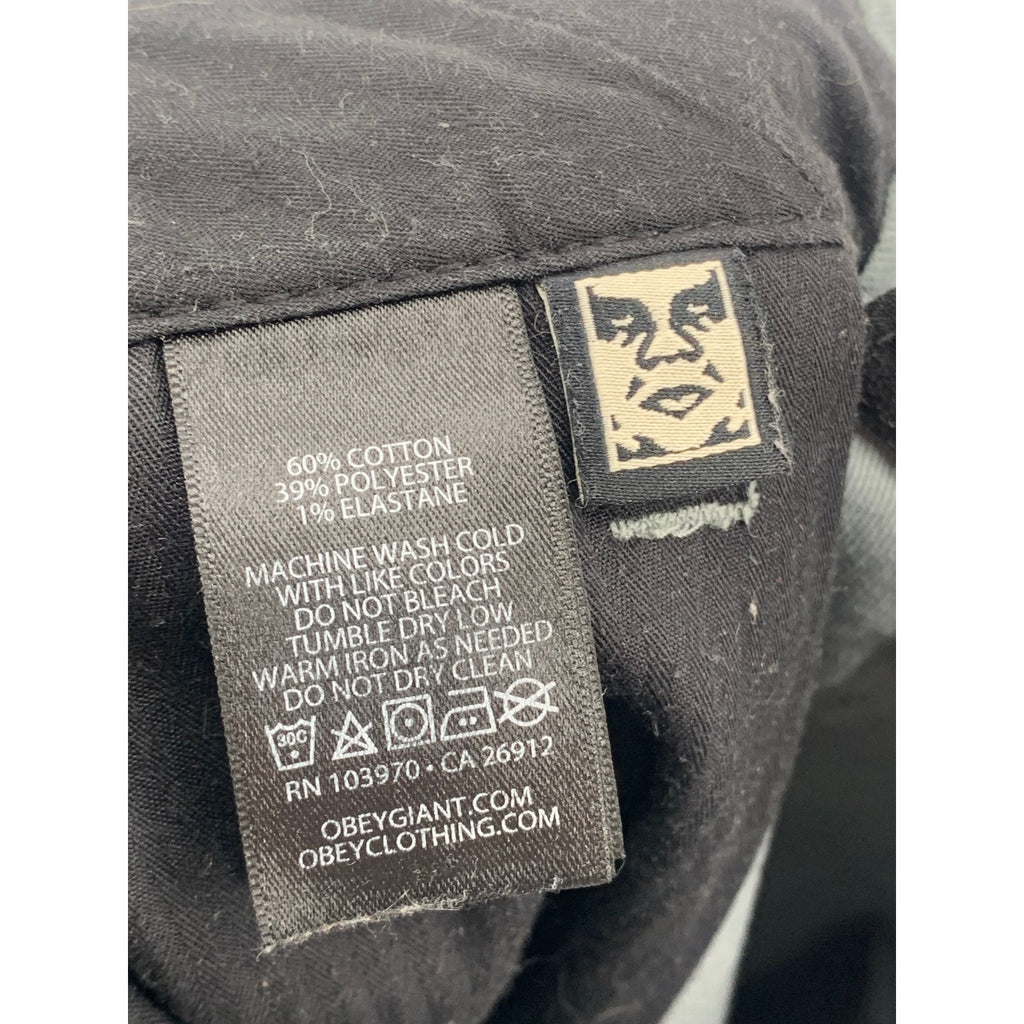 60% COTTON
39% POLYESTER
1% ELASTANE
MACHINE WASH COLD
WITH LIKE COLORS
DO NOT BLEACH
TUMBLE DRY LOW
WARM IRON AS NEEDED
DO NOT DRY CLEAN
30C
RN 103970 • CA 26912
OBEYGIANT.COM
OBEYCLOTHING.COM